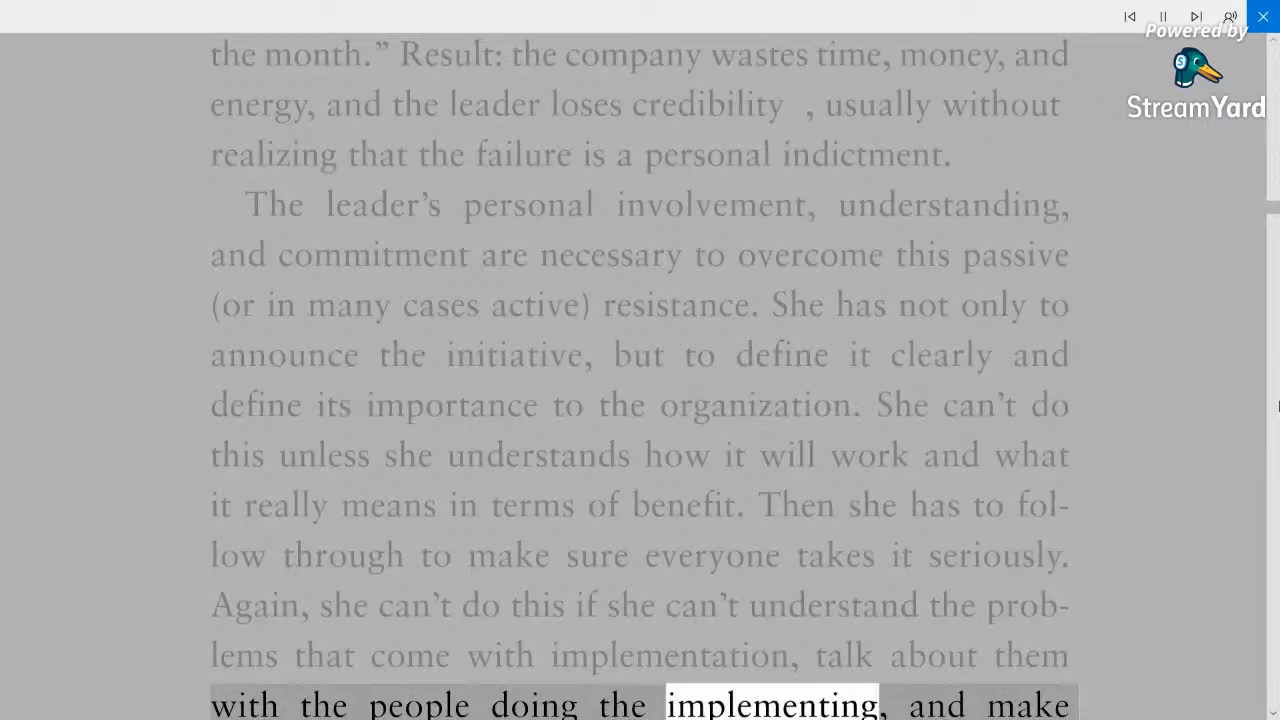 Powered by
StreamYard
the month.” Result: the company wastes time, money, and
energy, and the leader loses credibility , usually without
realizing that the failure is a personal indictment.
The leader’s personal involvement, understanding,
and commitment are necessary to overcome this passive
(or in many cases active) resistance. She has not only to
announce the initiative, but to define it clearly and
define its importance to the organization. She can’t do
this unless she understands how it will work and what
it really means in terms of benefit. Then she has to fol-
low through to make sure everyone takes it seriously.
Again, she can’t do this if she can’t understand the prob-
lems that come with implementation, talk about them
with the people doing the implementing, and make